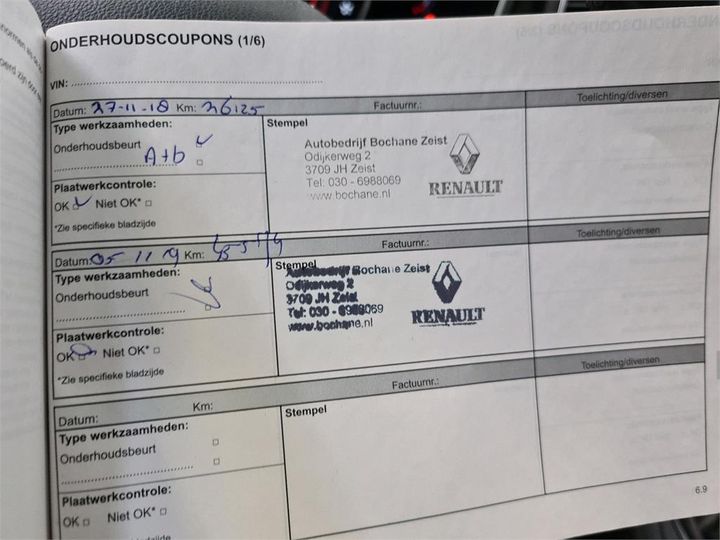 ONDERHOUDSCOUPONS (1/6)
VIN:
Datum: 27-11-18 Km: 36125 Factuurnr.: Toelichting/diversen
Type werkzaamheden:
Onderhoudsbeurt
A+b
Plaatwerkcontrole:
OK Niet OK*
*Zie specifieke bladzijde
Stempel
Autobedrijf Bochane Zeist
Odijkerweg 2
3709 JH Zeist
Tel: 030 - 6988069
www.bochane.nl
RENAULT
Datum: 05 11 19 Km: Factuurnr.: Toelichting/diversen
Type werkzaamheden:
Onderhoudsbeurt
Plaatwerkcontrole:
OK Niet OK*
*Zie specifieke bladzijde
Stempel
Autobedrijf Bochane Zeist
Odijkerweg 2
3709 JH Zeist
Tel: 030 - 6988069
www.bochane.nl
RENAULT
Datum: Km: Factuurnr.: Toelichting/diversen
Type werkzaamheden:
Onderhoudsbeurt
Plaatwerkcontrole:
OK Niet OK*
Stempel
6.9